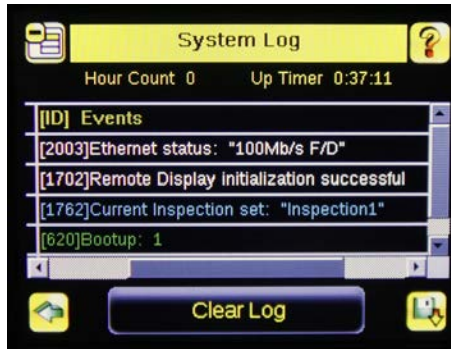 System Log
Hour Count 0 Up Timer 0:37:11
[ID] Events
[2003]Ethernet status: "100Mb/s F/D"
[1702]Remote Display initialization successful
[1762]Current Inspection set: "Inspection1"
[620]Bootup: 1
Clear Log